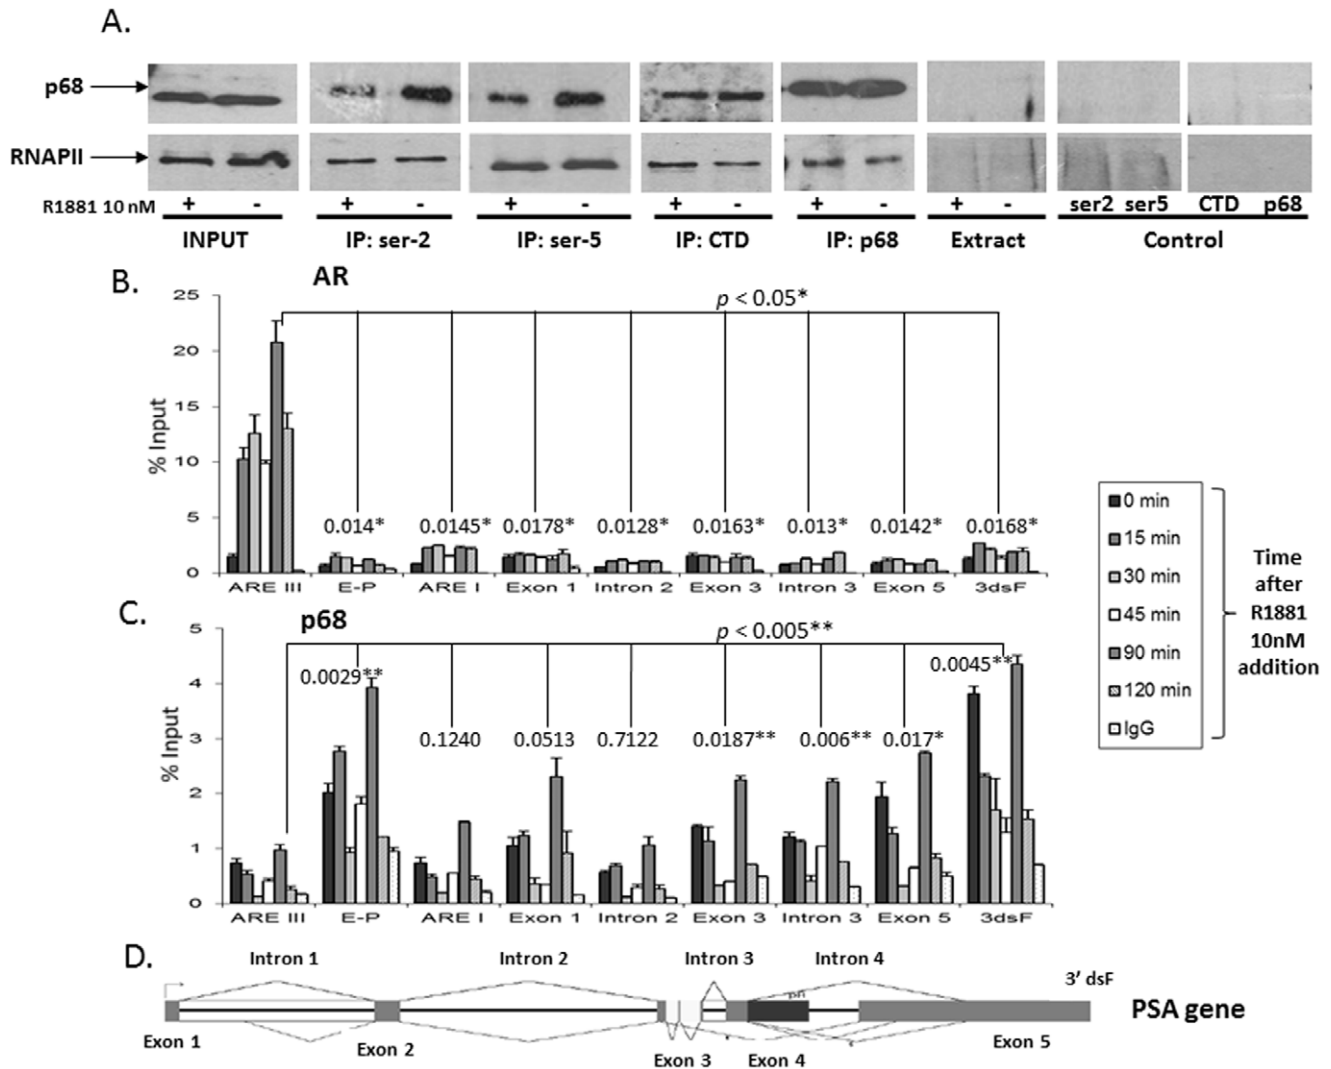 A.
p68
RNAPII
R1881 10 nM + - + - + - + - + - + - ser2 ser5 CTD p68
INPUT IP: ser-2 IP: ser-5 IP: CTD IP: p68 Extract Control
B. AR
p < 0.05*
25
20
15
10
5
0
% Input
0.014* 0.0145* 0.0178* 0.0128* 0.0163* 0.013* 0.0142* 0.0168*
ARE III E-P ARE I Exon 1 Intron 2 Exon 3 Intron 3 Exon 5 3dsF
0 min
15 min
30 min
45 min
90 min
120 min
IgG
Time
after
R1881
10nM
addition
C. p68
p < 0.005**
5
4
3
2
1
0
% Input
0.0029** 0.1240 0.0513 0.7122 0.0187** 0.006** 0.017* 0.0045**
ARE III E-P ARE I Exon 1 Intron 2 Exon 3 Intron 3 Exon 5 3dsF
D.
Intron 1 Intron 2 Intron 3 Intron 4
3' dsF
PSA gene
Exon 1 Exon 2 Exon 3 Exon 4 Exon 5